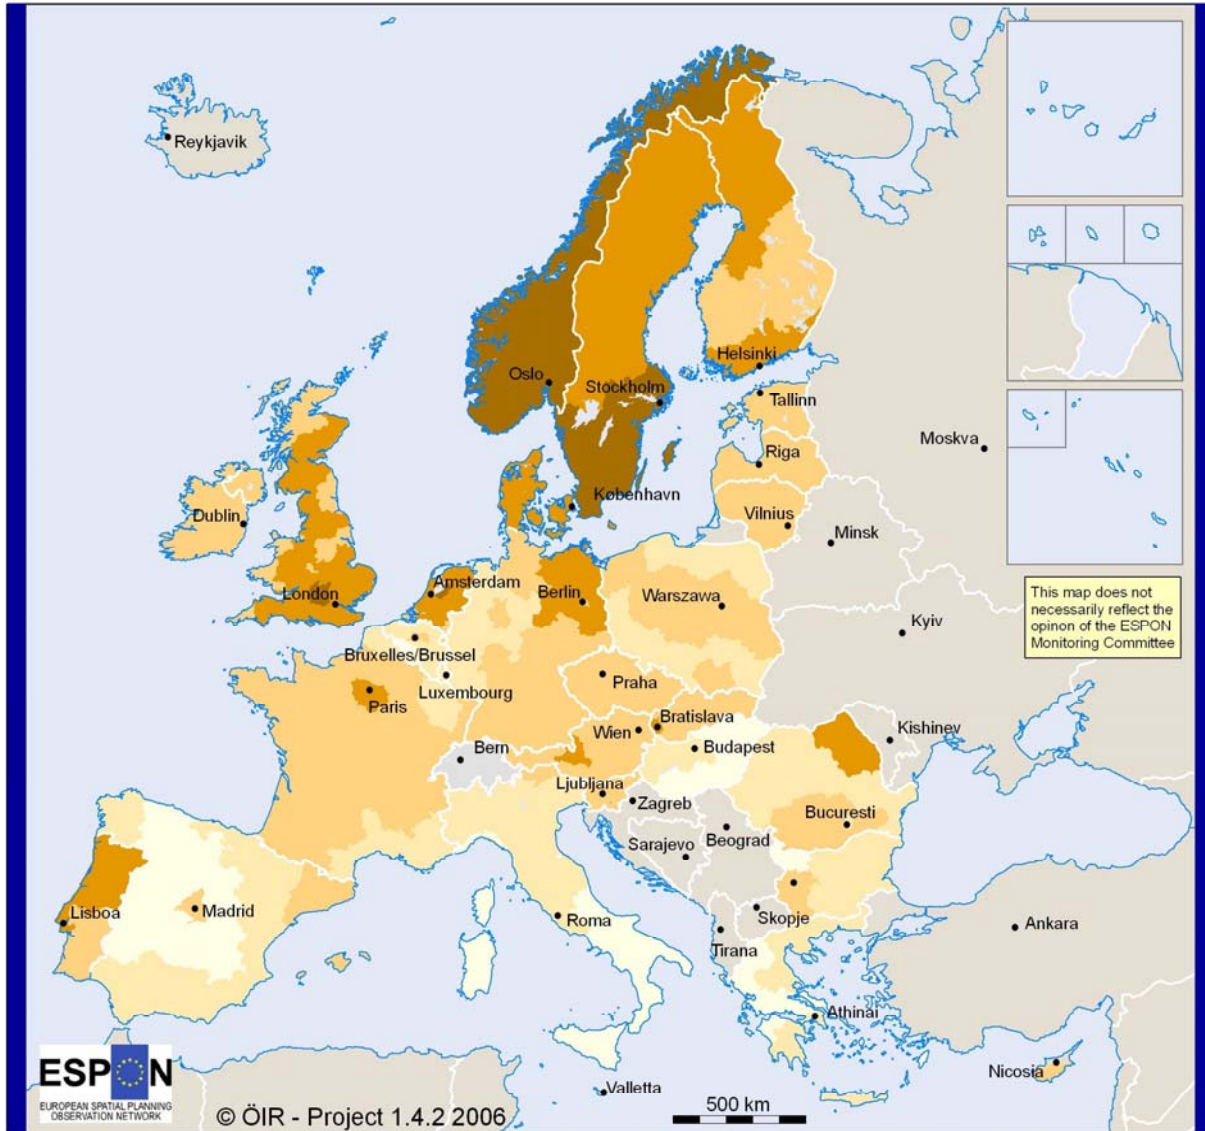 Reykjavik
Oslo
Stockholm
Helsinki
Tallinn
Moskva
Riga
København
Vilnius
Dublin
Minsk
Amsterdam
London
Berlin
Warszawa
This map does not
necessarily reflect the
opinon of the ESPON
Monitoring Committee
Kyiv
Bruxelles/Brussel
Luxembourg
Praha
Paris
Bratislava
Wien
Kishinev
Bern
Budapest
Ljubljana
Zagreb
Bucuresti
Beograd
Sarajevo
Madrid
Lisboa
Roma
Skopje
Ankara
Tirana
Athinai
Nicosia
Valletta
ESPON
EUROPEAN SPATIAL PLANNING
OBSERVATION NETWORK
© ÖIR - Project 1.4.2 2006
500 km